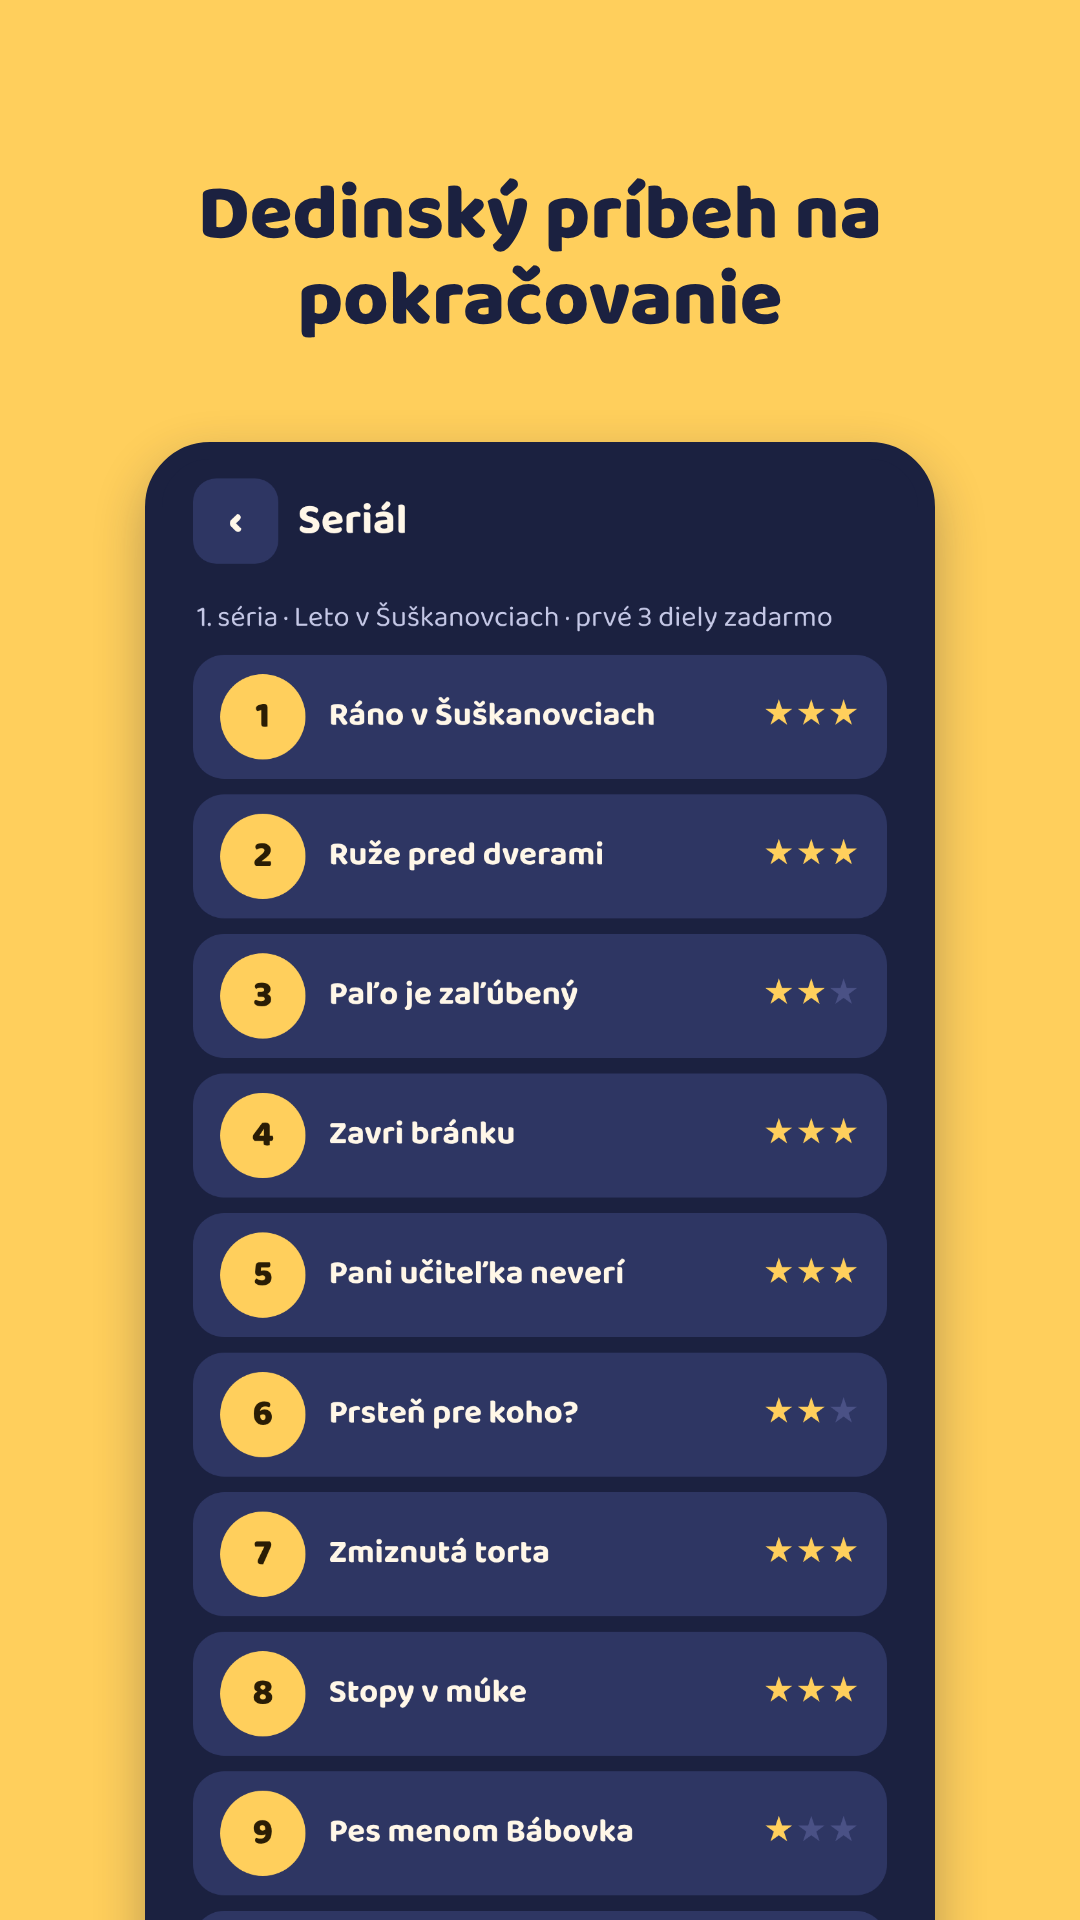 Dedinský príbeh na
pokračovanie
‹ Seriál
1. séria · Leto v Šuškanovciach · prvé 3 diely zadarmo
1 Ráno v Šuškanovciach ★★★
2 Ruže pred dverami ★★★
3 Paľo je zaľúbený ★★★
4 Zavri bránku ★★★
5 Pani učiteľka neverí ★★★
6 Prsteň pre koho? ★★★
7 Zmiznutá torta ★★★
8 Stopy v múke ★★★
9 Pes menom Bábovka ★★★